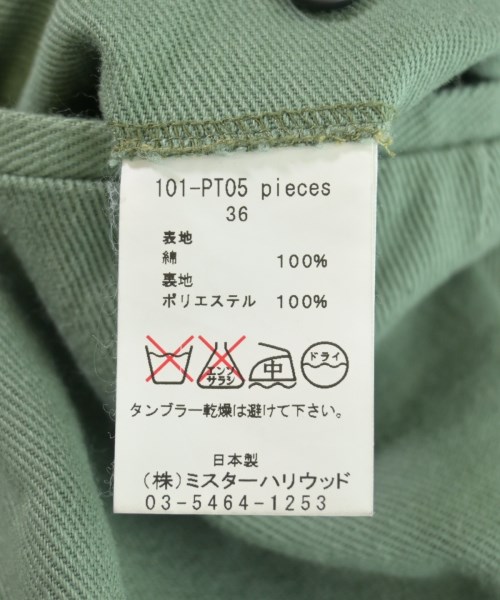 101-PT05 pieces
36
表地
綿 100%
裏地
ポリエステル 100%
エンソ
サラシ
中
ドライ
タンブラー乾燥は避けて下さい。
日本製
(株)ミスターハリウッド
03-5464-1253